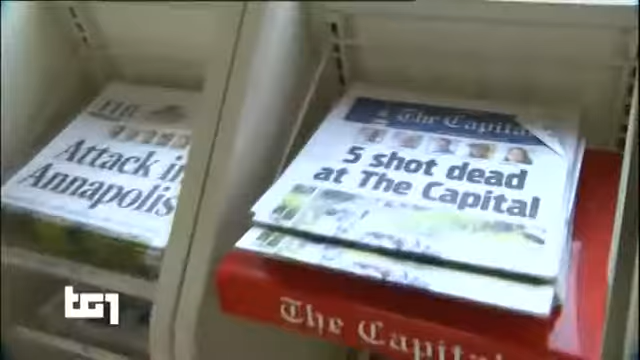 Attack in
Annapolis
The Capital
5 shot dead
at The Capital
The Capital
tg1